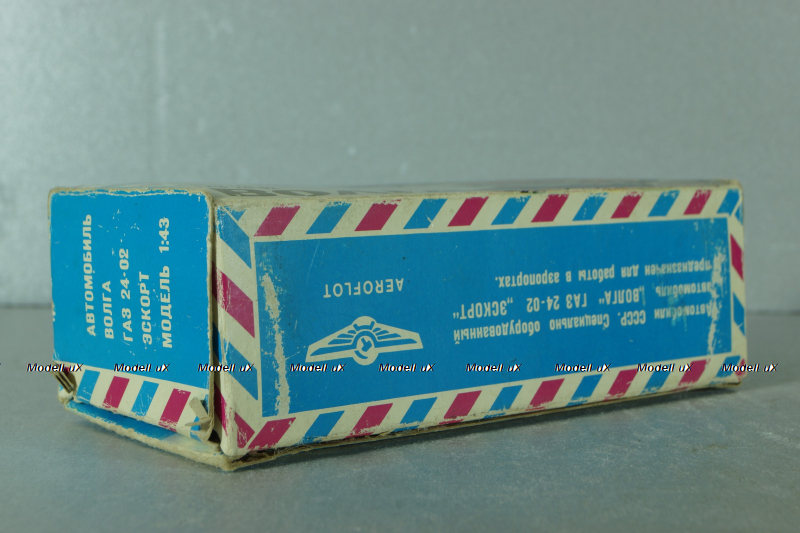 АВТОМОБИЛЬ
ВОЛГА
ГАЗ 24-02
ЭСКОРТ
МОДЕЛЬ 1:43
AEROFLOT
Автомобили СССР. Специально оборудованный
автомобиль „ВОЛГА“ ГАЗ 24-02 „ЭСКОРТ“
предназначен для работы в аэропортах.
Modell uX Modell uX Modell uX Modell uX Modell uX Modell uX Modell uX Modell uX Modell uX